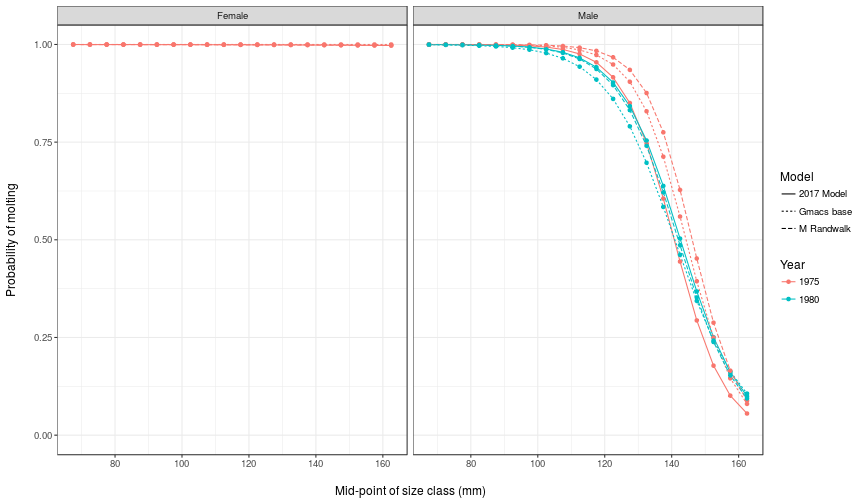 Female
Male
1.00
0.75
0.50
0.25
0.00
Probability of molting
80
100
120
140
160
80
100
120
140
160
Mid-point of size class (mm)
Model
2017 Model
Gmacs base
M Randwalk
Year
1975
1980